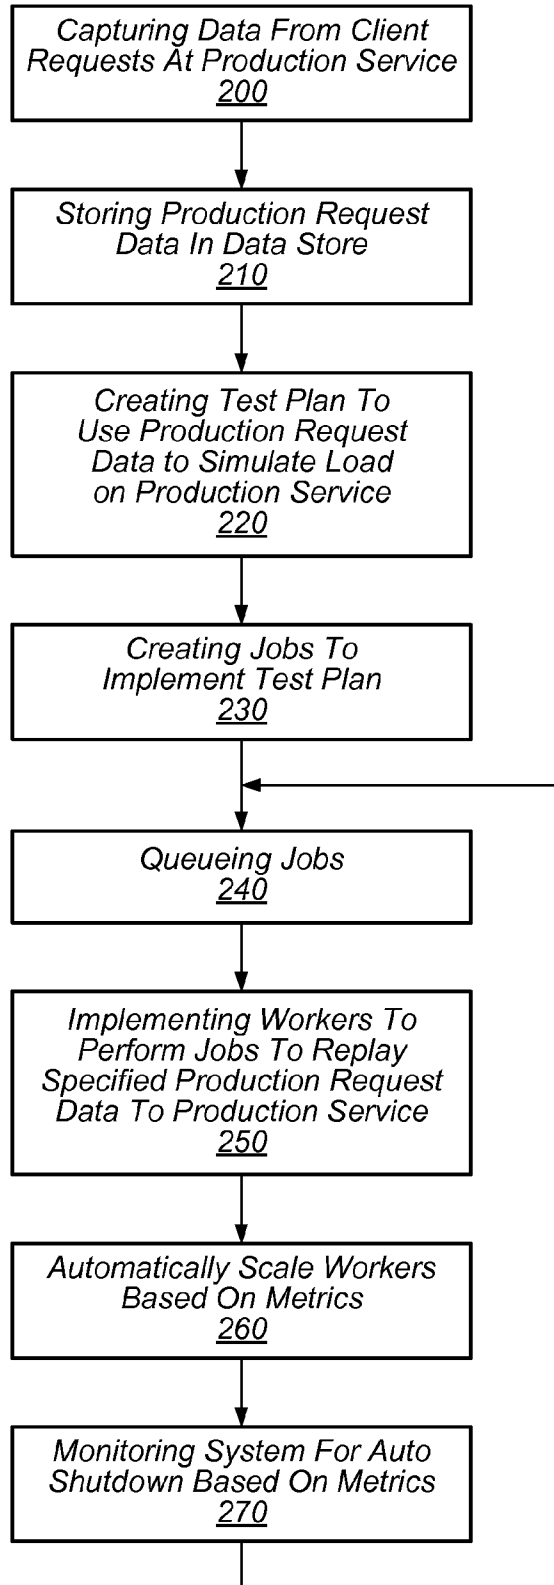 Capturing Data From Client
Requests At Production Service
200
Storing Production Request
Data In Data Store
210
Creating Test Plan To
Use Production Request
Data to Simulate Load
on Production Service
220
Creating Jobs To
Implement Test Plan
230
Queueing Jobs
240
Implementing Workers To
Perform Jobs To Replay
Specified Production Request
Data To Production Service
250
Automatically Scale Workers
Based On Metrics
260
Monitoring System For Auto
Shutdown Based On Metrics
270